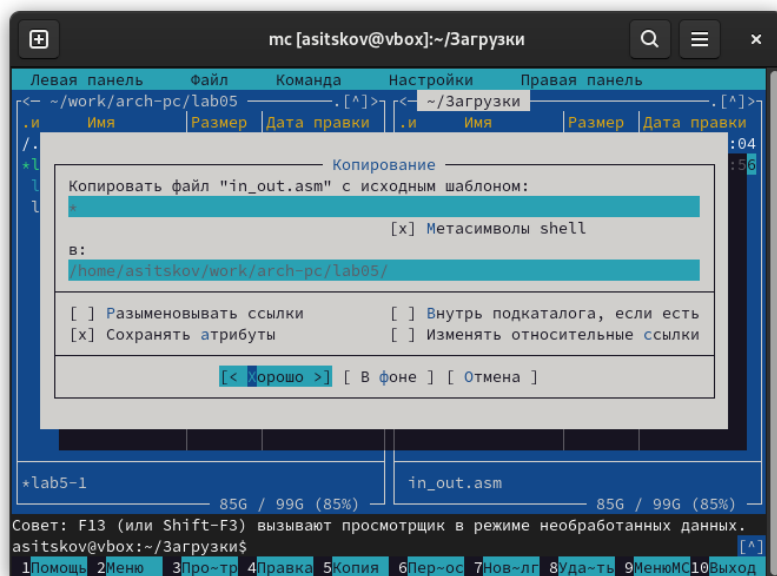 mc [asitskov@vbox]:~/Загрузки
Левая панель Файл Команда Настройки Правая панель
<— ~/work/arch-pc/lab05 .[^]> <— ~/Загрузки .[^]>
.и Имя Размер Дата правки .и Имя Размер Дата правки
/. :04
*l :56
l
l
Копирование
Копировать файл "in_out.asm" с исходным шаблоном:
*
[x] Метасимволы shell
в:
/home/asitskov/work/arch-pc/lab05/
[ ] Разыменовывать ссылки [ ] Внутрь подкаталога, если есть
[x] Сохранять атрибуты [ ] Изменять относительные ссылки
[< Хорошо >] [ В фоне ] [ Отмена ]
*lab5-1 in_out.asm
85G / 99G (85%) 85G / 99G (85%)
Совет: F13 (или Shift-F3) вызывают просмотрщик в режиме необработанных данных.
asitskov@vbox:~/Загрузки$ [^]
1Помощь 2Меню 3Про~тр 4Правка 5Копия 6Пер~ос 7Нов~лг 8Уда~ть 9МенюMC 10Выход